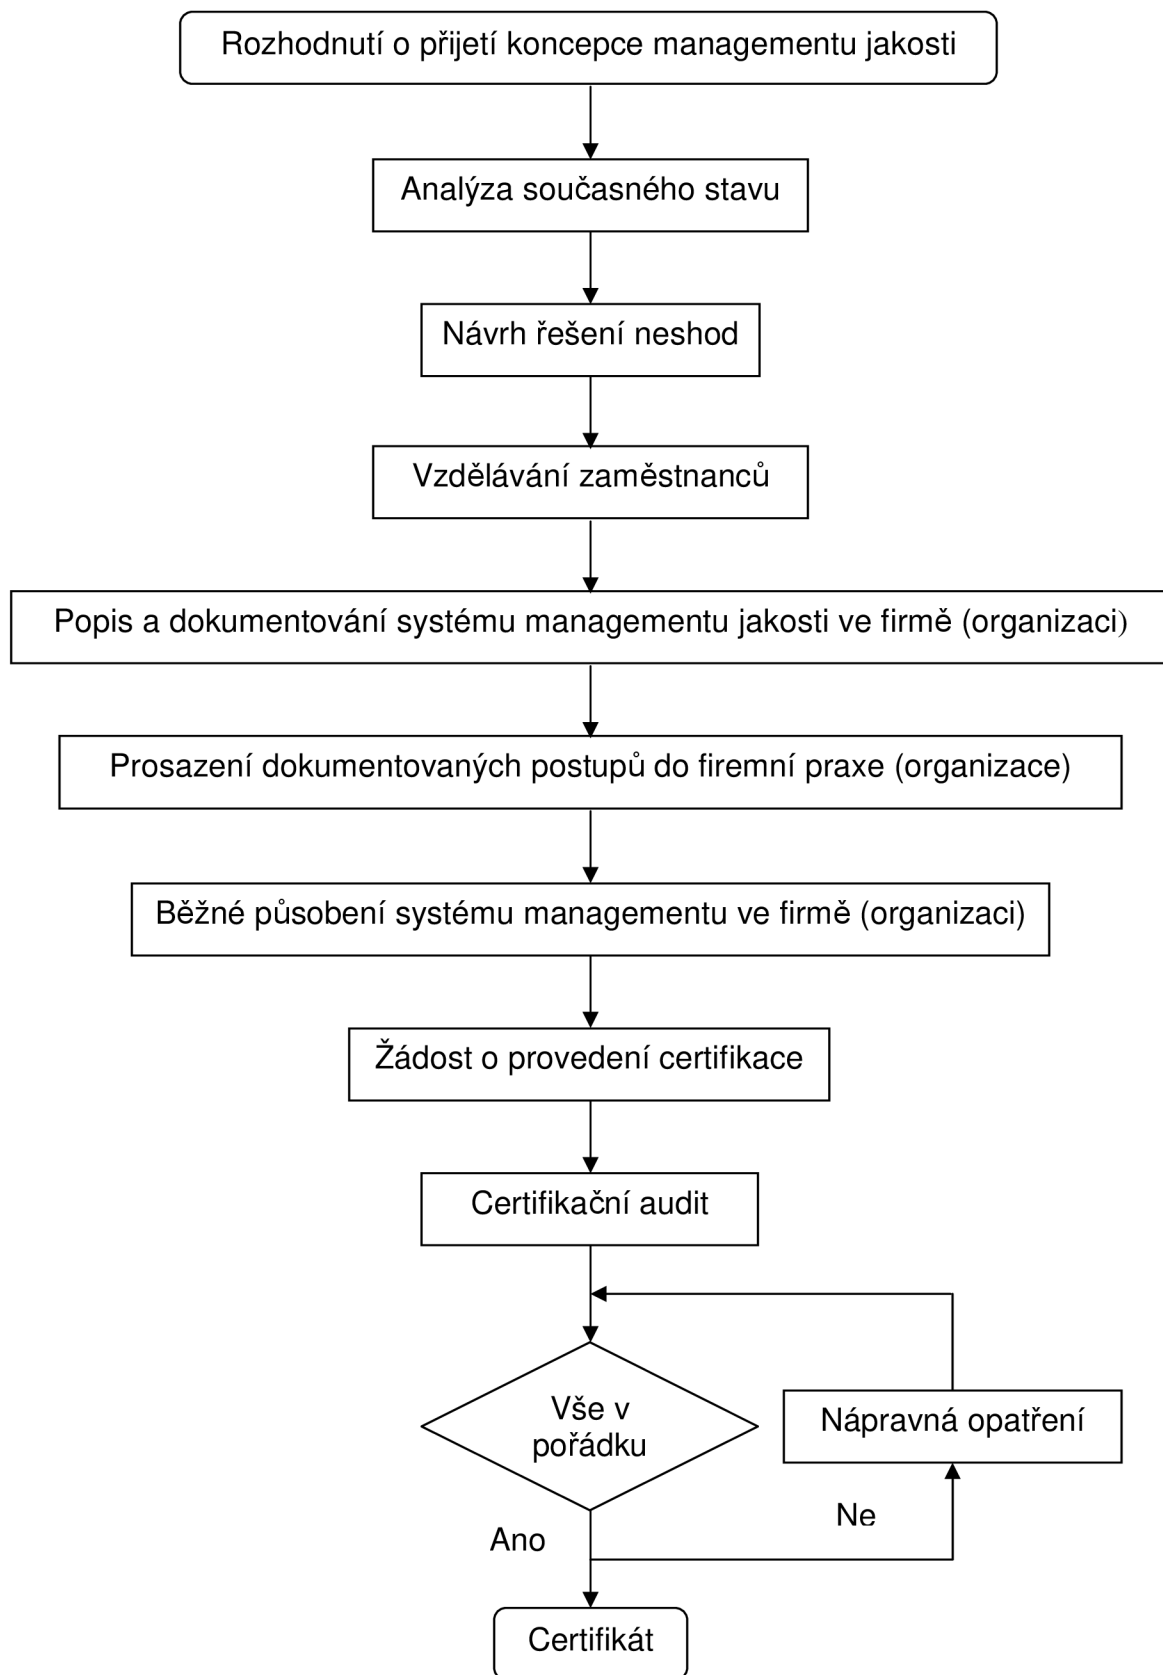 Rozhodnutí o přijetí koncepce managementu jakosti
Analýza současného stavu
Návrh řešení neshod
Vzdělávání zaměstnanců
Popis a dokumentování systému managementu jakosti ve firmě (organizaci)
Prosazení dokumentovaných postupů do firemní praxe (organizace)
Běžné působení systému managementu ve firmě (organizaci)
Žádost o provedení certifikace
Certifikační audit
Vše v
pořádku
Nápravná opatření
Ne
Ano
Certifikát